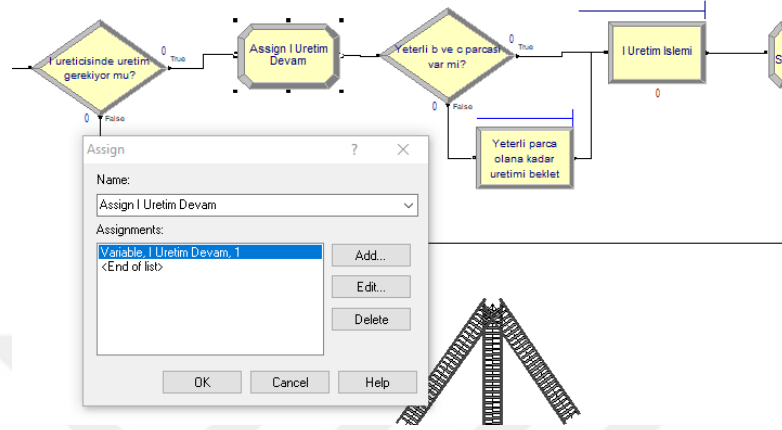 I ureticisinde uretim
gerekiyor mu?
0
True
0
False
Assign I Uretim
Devam
Yeterli b ve c parcasi
var mi?
0
True
0
False
I Uretim Islemi
0
Yeterli parca
olana kadar
uretimi beklet
S
Assign
?
Name:
Assign I Uretim Devam
Assignments:
Variable, I Uretim Devam, 1
<End of list>
Add...
Edit...
Delete
OK
Cancel
Help